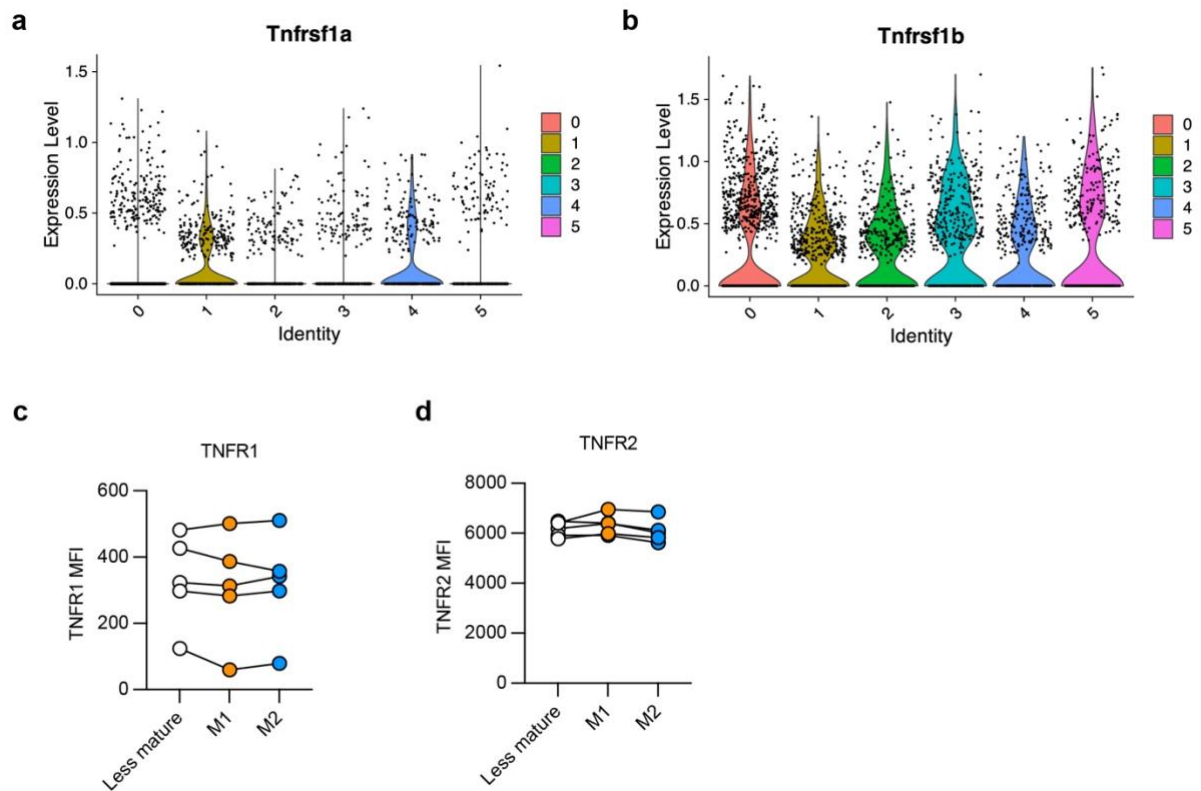 a
Tnfrsf1a
Expression Level
1.5
1.0
0.5
0.0
0 1 2 3 4 5
Identity
0
1
2
3
4
5
b
Tnfrsf1b
Expression Level
1.5
1.0
0.5
0.0
0 1 2 3 4 5
Identity
0
1
2
3
4
5
c
TNFR1
TNFR1 MFI
600
400
200
0
Less mature M1 M2
d
TNFR2
TNFR2 MFI
8000
6000
4000
2000
0
Less mature M1 M2